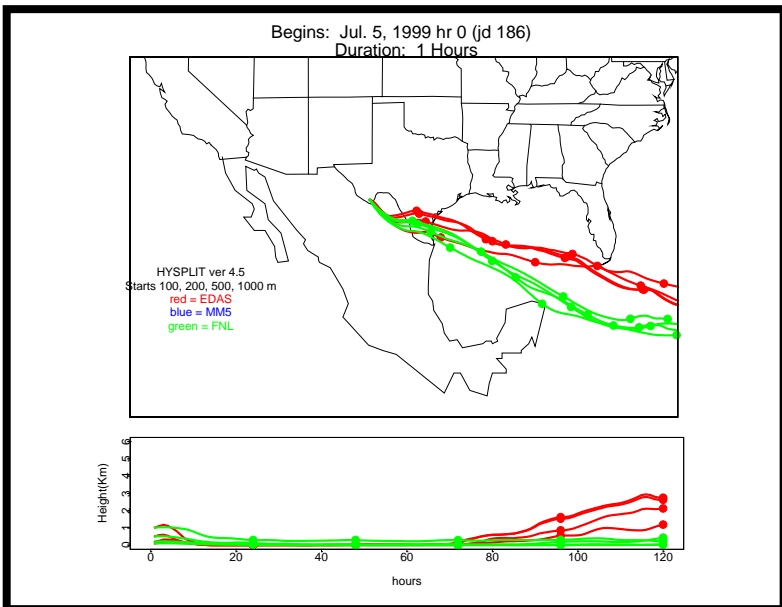 Begins:  Jul. 5, 1999 hr 0 (jd 186)
Duration:  1 Hours
HYSPLIT ver 4.5
Starts 100, 200, 500, 1000 m
red = EDAS
blue = MM5
green = FNL
Height(Km)
6
5
4
3
2
1
0
0 20 40 60 80 100 120
hours